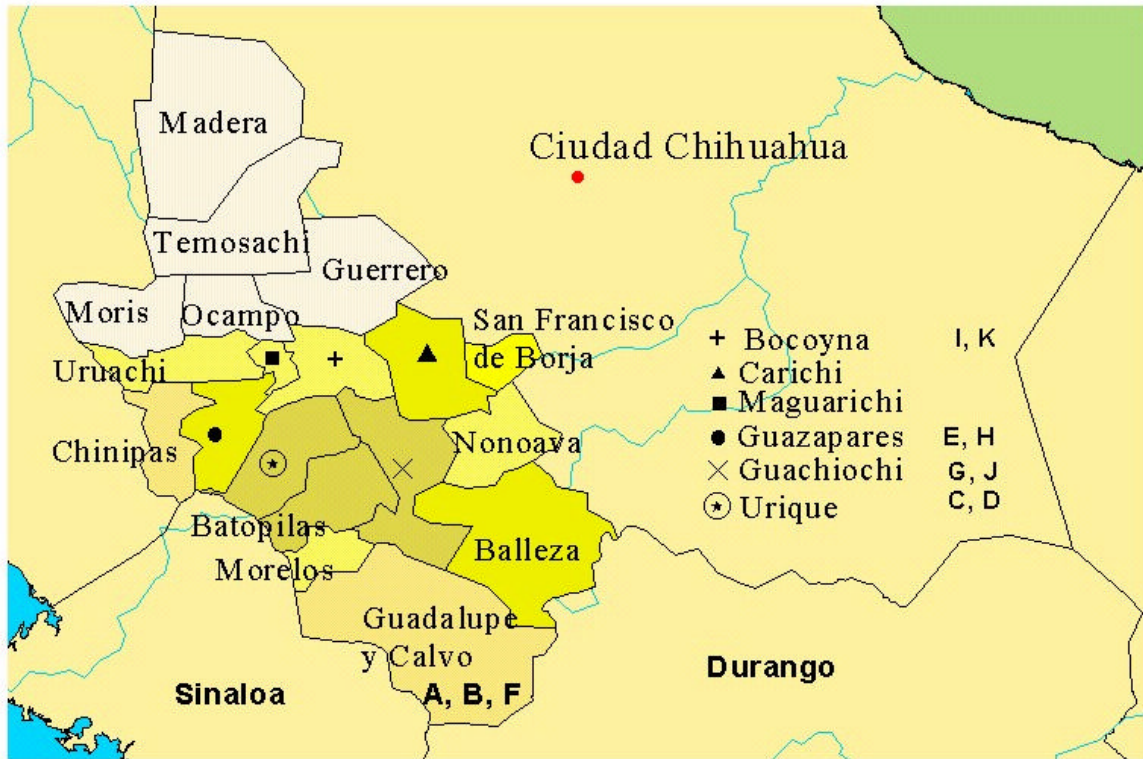 Madera
Ciudad Chihuahua
Temosachi
Guerrero
Moris
Ocampo
San Francisco
de Borja
Uruachi
Bocoyna I, K
Carichi
Maguarichi
Guazapares E, H
Guachiochi G, J
Urique C, D
Chinipas
Nonoava
Batopilas
Morelos
Balleza
Guadalupe
y Calvo
A, B, F
Sinaloa
Durango